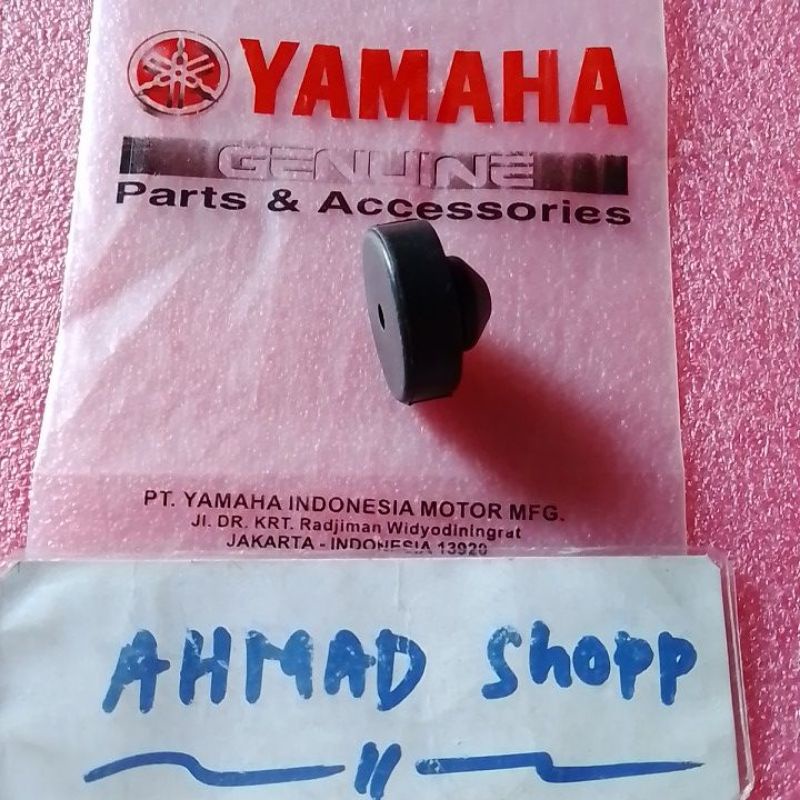 YAMAHA
GENUINE
Parts & Accessories
PT. YAMAHA INDONESIA MOTOR MFG.
Jl. DR. KRT. Radjiman Widyodiningrat
JAKARTA - INDONESIA 13920
AHMAD Shopp